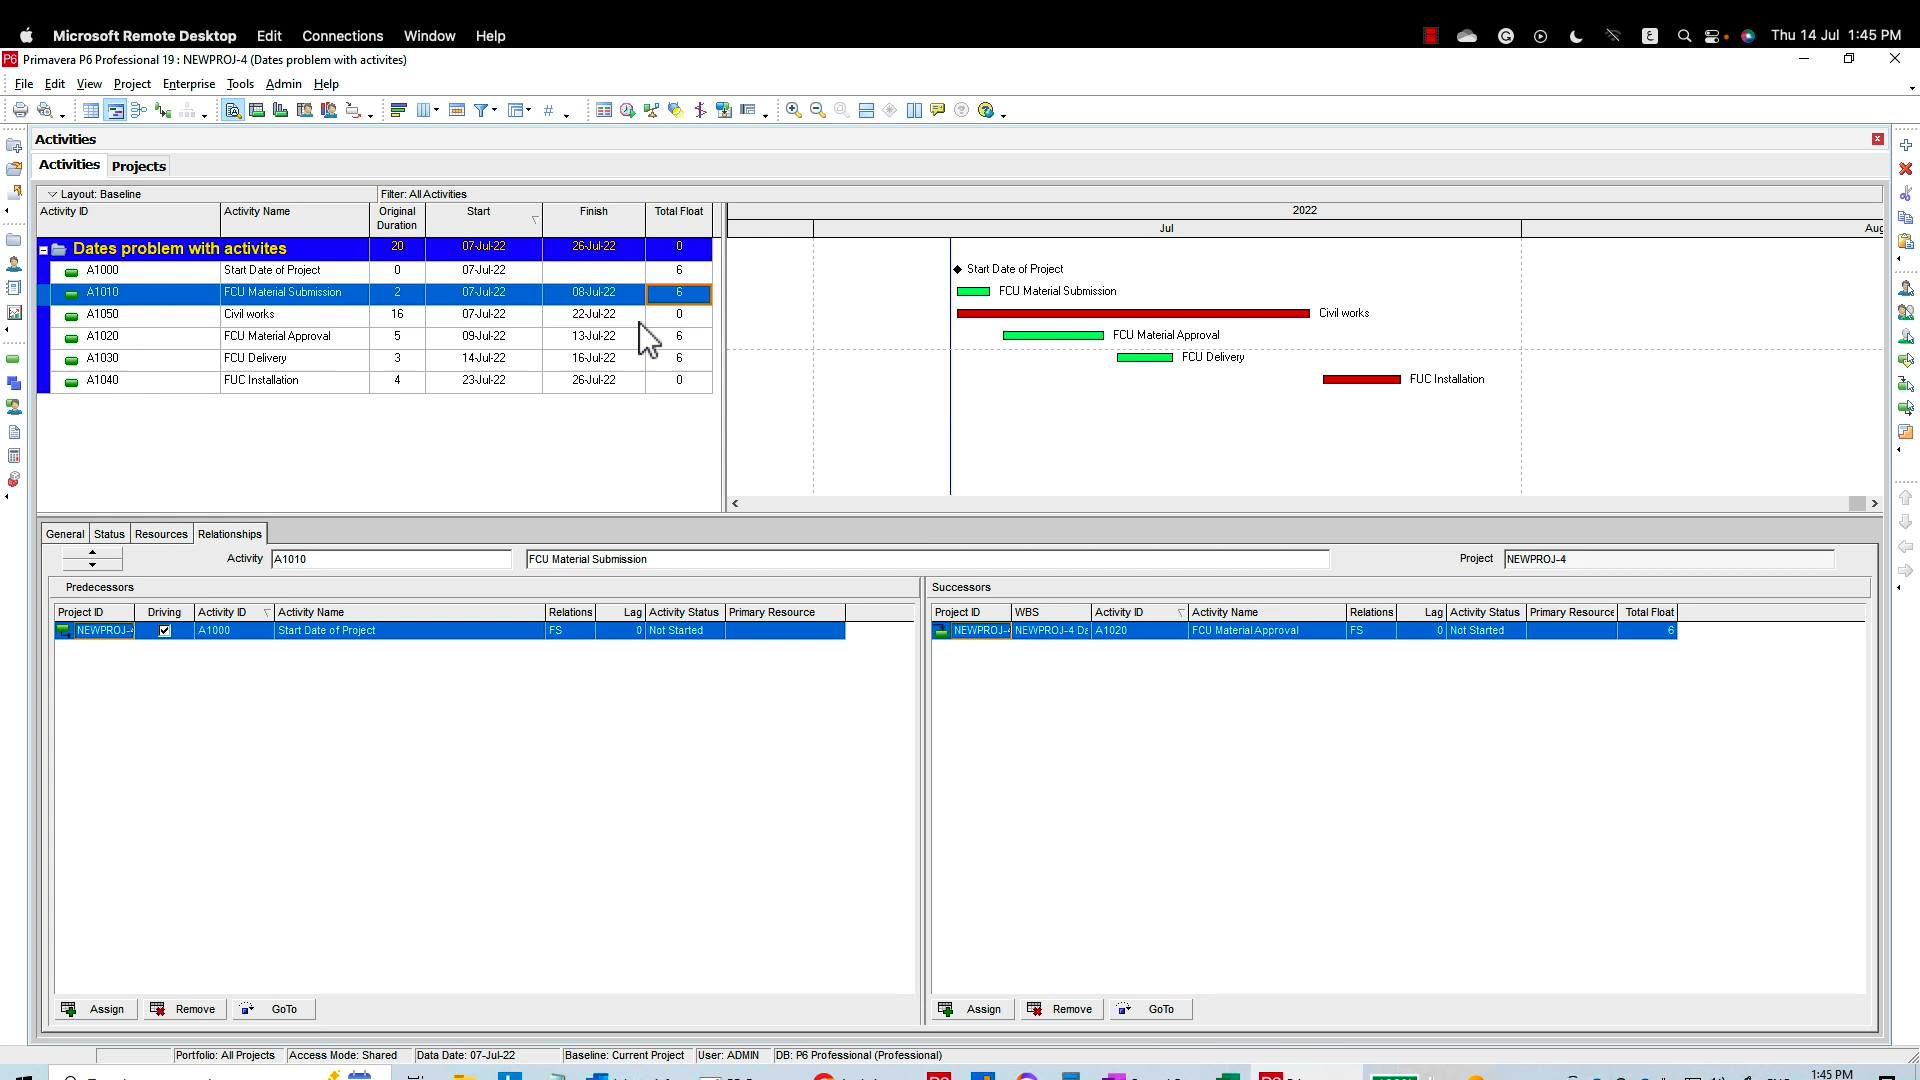 Microsoft Remote Desktop Edit Connections Window Help
Thu 14 Jul 1:45 PM
P6 Primavera P6 Professional 19 : NEWPROJ-4 (Dates problem with activites)
File Edit View Project Enterprise Tools Admin Help
Activities
Activities Projects
Layout: Baseline Filter: All Activities
Activity ID Activity Name Original Duration Start Finish Total Float 2022
Jul Aug
Dates problem with activites 20 07-Jul-22 26-Jul-22 0
A1000 Start Date of Project 0 07-Jul-22 6 Start Date of Project
A1010 FCU Material Submission 2 07-Jul-22 08-Jul-22 6 FCU Material Submission
A1050 Civil works 16 07-Jul-22 22-Jul-22 0 Civil works
A1020 FCU Material Approval 5 09-Jul-22 13-Jul-22 6 FCU Material Approval
A1030 FCU Delivery 3 14-Jul-22 16-Jul-22 6 FCU Delivery
A1040 FUC Installation 4 23-Jul-22 26-Jul-22 0 FUC Installation
General Status Resources Relationships
Activity A1010 FCU Material Submission Project NEWPROJ-4
Predecessors Successors
Project ID Driving Activity ID Activity Name Relations Lag Activity Status Primary Resource
NEWPROJ- A1000 Start Date of Project FS 0 Not Started
Project ID WBS Activity ID Activity Name Relations Lag Activity Status Primary Resource Total Float
NEWPROJ- NEWPROJ-4 Da A1020 FCU Material Approval FS 0 Not Started 6
Assign Remove GoTo Assign Remove GoTo
Portfolio: All Projects Access Mode: Shared Data Date: 07-Jul-22 Baseline: Current Project User: ADMIN DB: P6 Professional (Professional)
1:45 PM